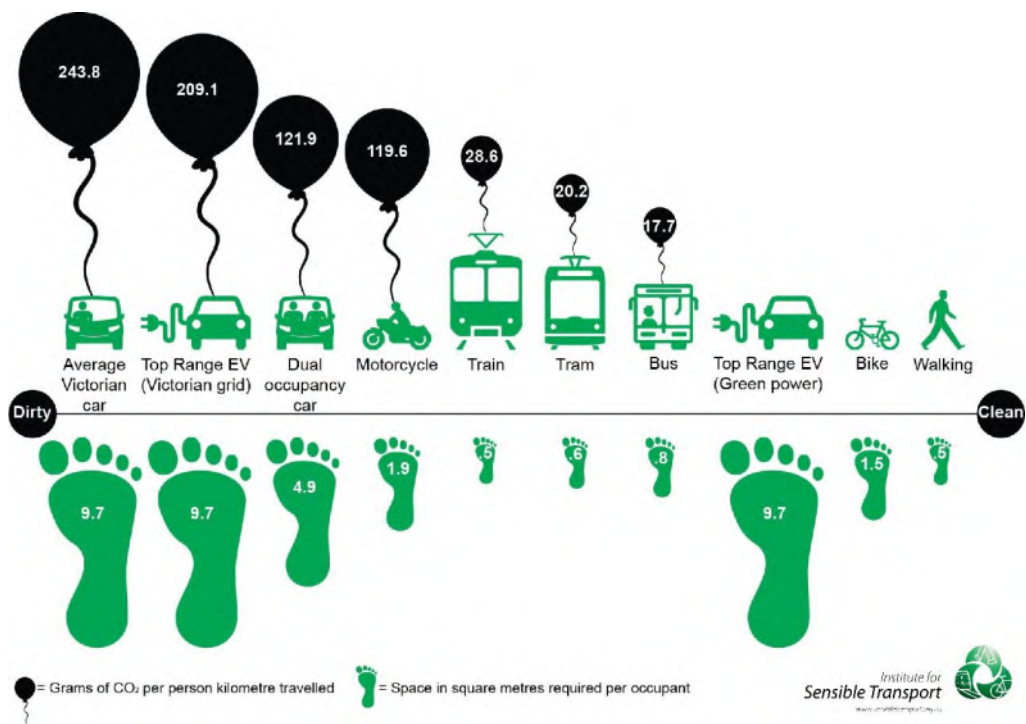 243.8
209.1
121.9
119.6
28.6
20.2
17.7
Average
Victorian
car
Top Range EV
(Victorian grid)
Dual
occupancy
car
Motorcycle
Train
Tram
Bus
Top Range EV
(Green power)
Bike
Walking
Dirty
Clean
9.7
9.7
4.9
1.9
.5
.6
.8
9.7
1.5
.5
= Grams of CO₂ per person kilometre travelled
= Space in square metres required per occupant
Institute for
Sensible Transport